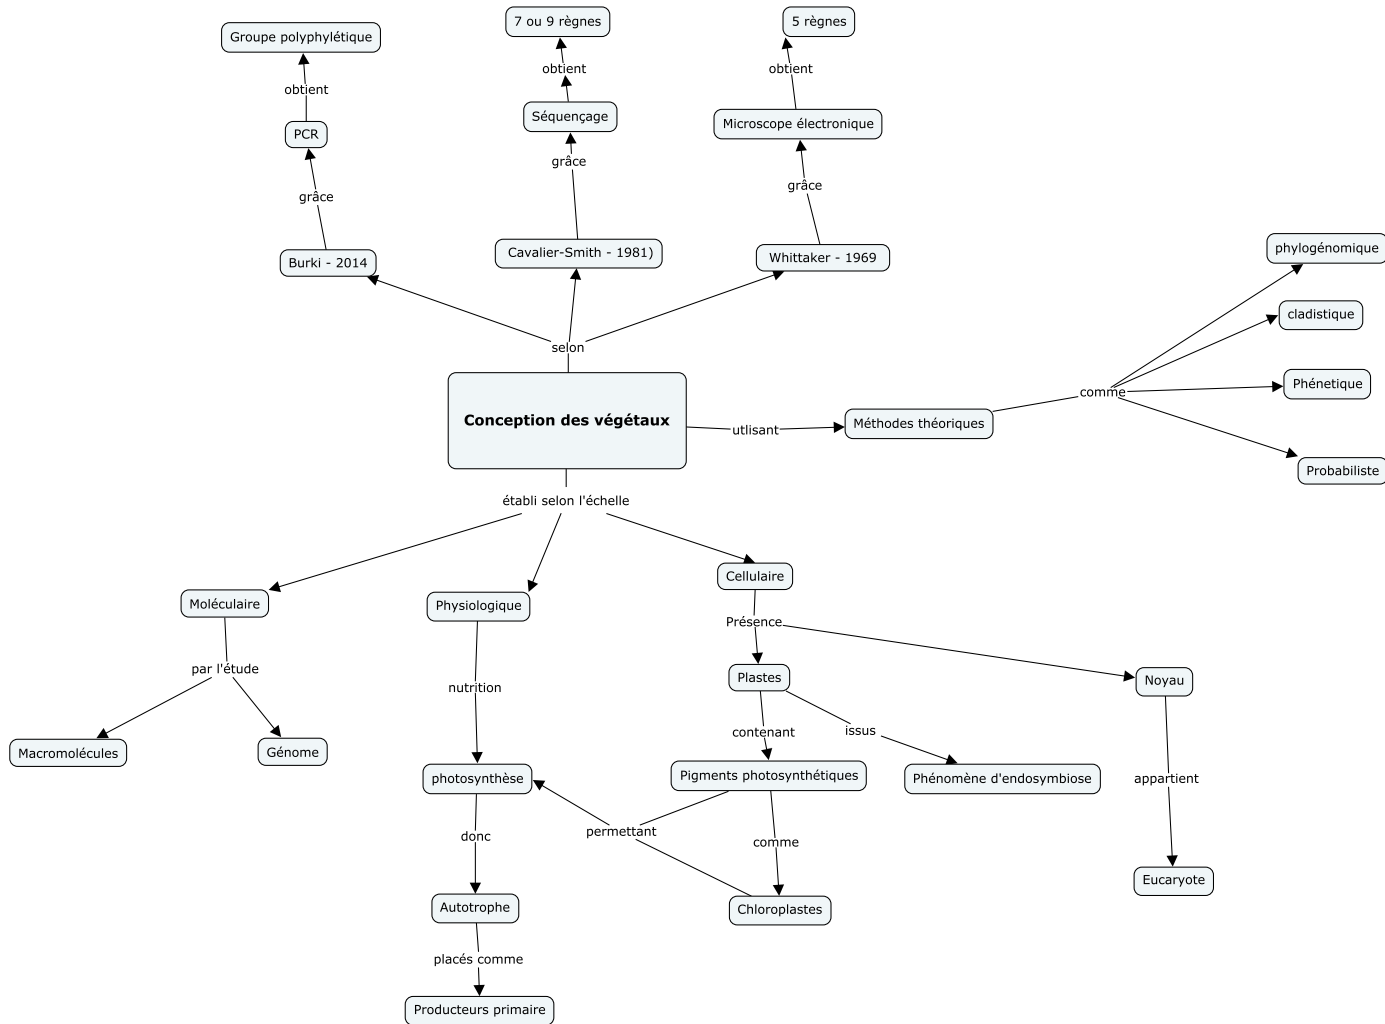 7 ou 9 règnes
5 règnes
Groupe polyphylétique
obtient
obtient
obtient
Séquençage
Microscope électronique
PCR
grâce
grâce
grâce
Cavalier-Smith - 1981)
Whittaker - 1969
Burki - 2014
phylogénomique
cladistique
selon
Phénetique
comme
Conception des végétaux
utlisant
Méthodes théoriques
Probabiliste
établi selon l'échelle
Cellulaire
Moléculaire
Physiologique
Présence
par l'étude
Plastes
Noyau
nutrition
contenant
issus
Macromolécules
Génome
photosynthèse
Pigments photosynthétiques
Phénomène d'endosymbiose
appartient
donc
permettant
comme
Eucaryote
Autotrophe
Chloroplastes
placés comme
Producteurs primaire